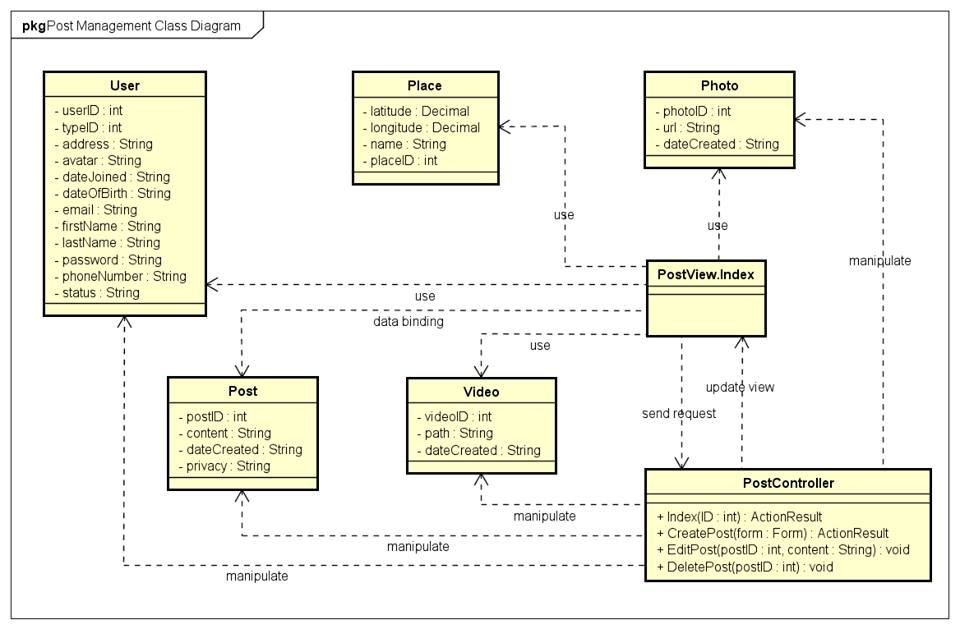 pkg Post Management Class Diagram
User
- userID : int
- typeID : int
- address : String
- avatar : String
- dateJoined : String
- dateOfBirth : String
- email : String
- firstName : String
- lastName : String
- password : String
- phoneNumber : String
- status : String
Place
- latitude : Decimal
- longitude : Decimal
- name : String
- placeID : int
Photo
- photoID : int
- url : String
- dateCreated : String
use
use
manipulate
PostView.Index
use
data binding
use
update view
send request
Post
- postID : int
- content : String
- dateCreated : String
- privacy : String
Video
- videoID : int
- path : String
- dateCreated : String
PostController
+ Index(ID : int) : ActionResult
+ CreatePost(form : Form) : ActionResult
+ EditPost(postID : int, content : String) : void
+ DeletePost(postID : int) : void
manipulate
manipulate
manipulate